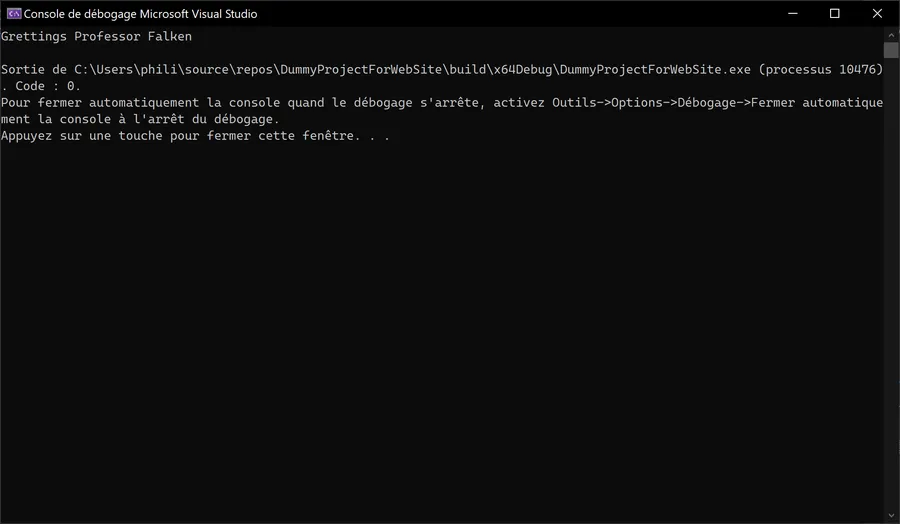 Console de débogage Microsoft Visual Studio
Grettings Professor Falken
Sortie de C:\Users\phili\source\repos\DummyProjectForWebSite\build\x64Debug\DummyProjectForWebSite.exe (processus 10476)
. Code : 0.
Pour fermer automatiquement la console quand le débogage s'arrête, activez Outils->Options->Débogage->Fermer automatique
ment la console à l'arrêt du débogage.
Appuyez sur une touche pour fermer cette fenêtre. . .